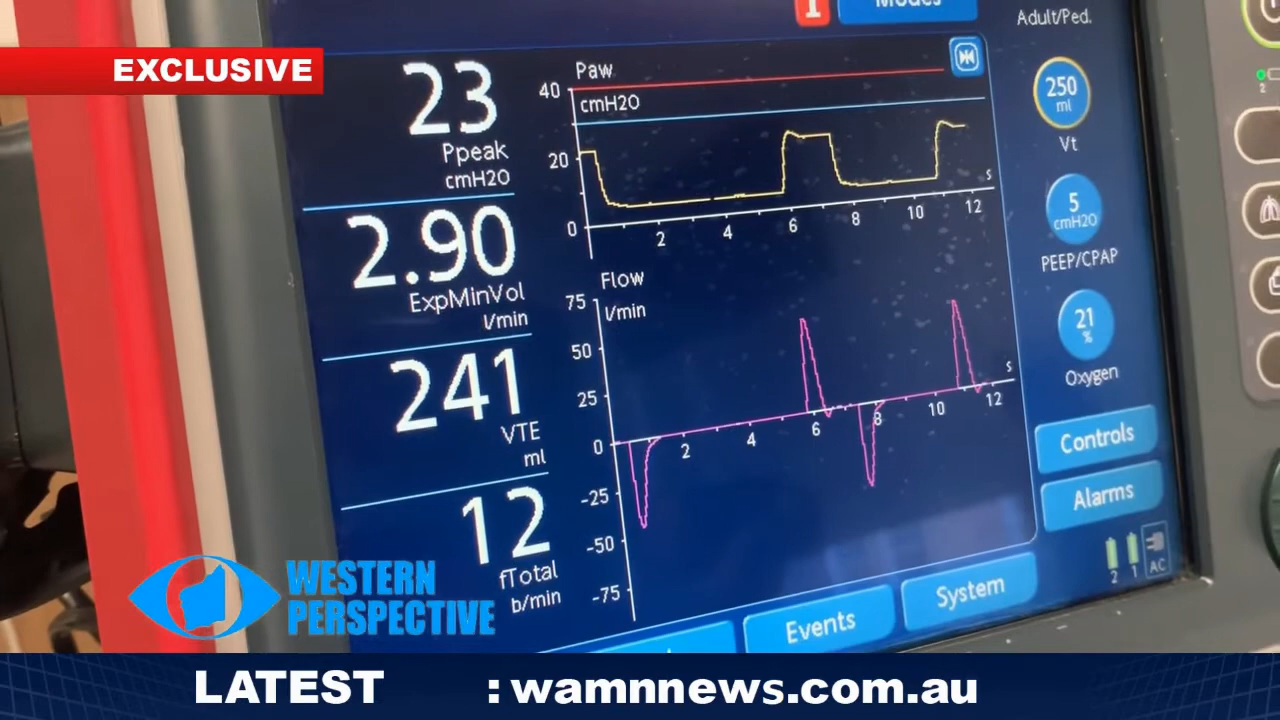 EXCLUSIVE
Adult/Ped.
23
Ppeak
cmH2O
2.90
ExpMinVol
l/min
241
VTE
ml
12
fTotal
b/min
Paw
cmH2O
40
20
0
2 4 6 8 10 12
s
Flow
l/min
75
50
25
0
-25
-50
-75
2 4 6 8 10 12
s
250
ml
Vt
5
cmH2O
PEEP/CPAP
21
%
Oxygen
Controls
Alarms
2 1 AC
Events
System
2
WESTERN
PERSPECTIVE
LATEST : wamnnews.com.au